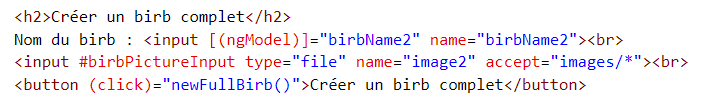 <h2>Créer un birb complet</h2>
Nom du birb : <input [(ngModel)]="birbName2" name="birbName2"><br>
<input #birbPictureInput type="file" name="image2" accept="images/*"><br>
<button (click)="newFullBirb()">Créer un birb complet</button>